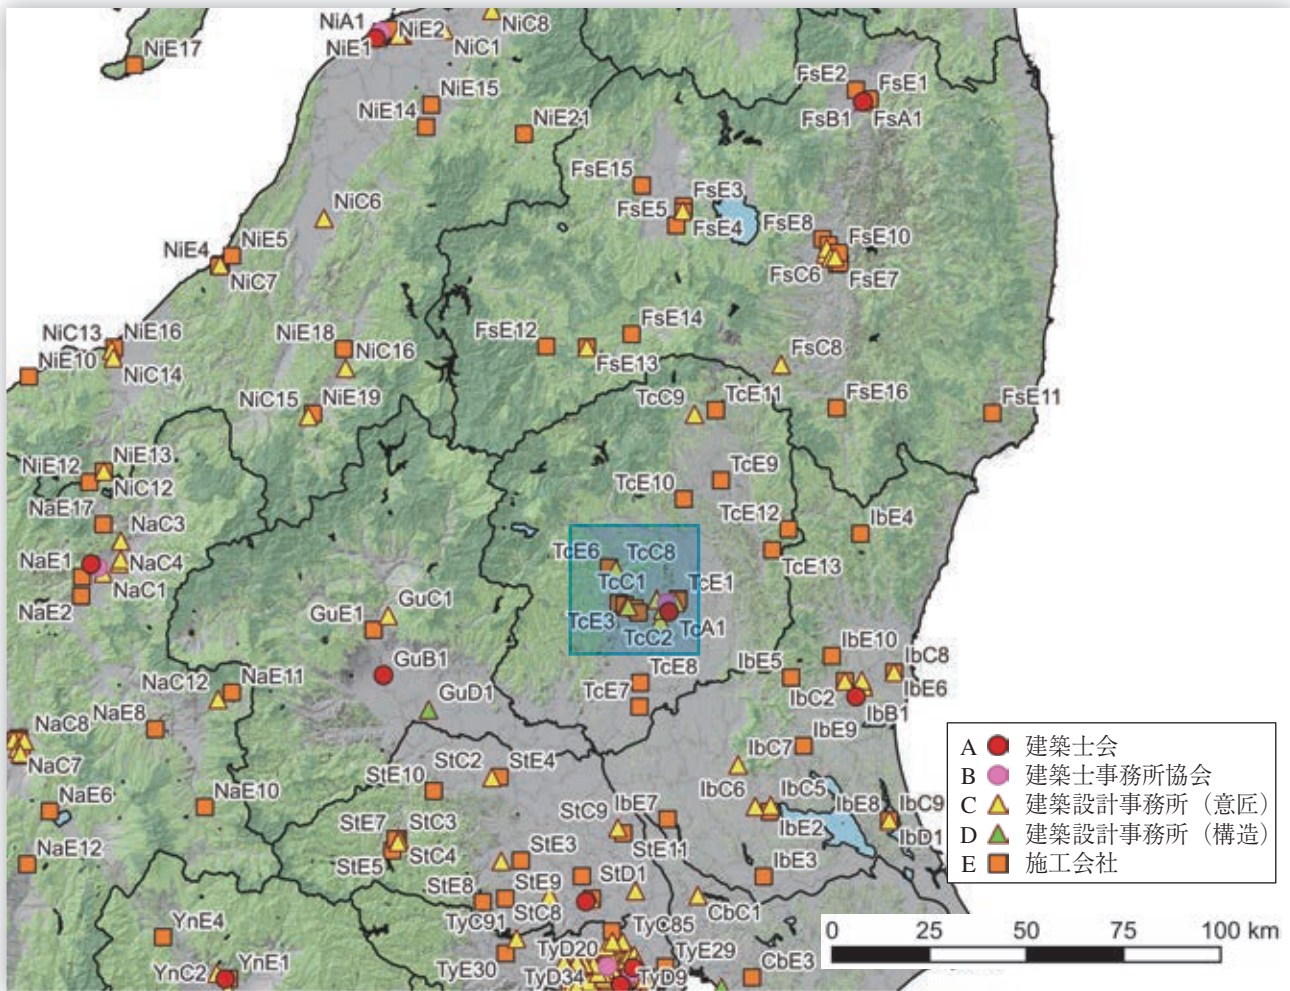 NiA1
NiE2
NiC8
NiE1
NiC1
NiE17
NiE15
NiE14
NiE21
FsE2
FsE1
FsB1
FsA1
FsE15
FsE3
FsE5
FsE4
NiC6
FsE8
FsE10
FsC6
FsE7
NiE5
NiE4
NiC7
NiC13
NiE16
NiE10
NiC14
NiE18
NiC16
FsE12
FsE14
FsE13
FsC8
NiC15
NiE19
TcC9
TcE11
FsE16
FsE11
NiE13
NiE12
NiC12
TcE9
TcE10
NaE17
NaC3
TcE12
IbE4
TcE13
NaE1
NaC4
NaC1
NaE2
TcE6
TcC8
TcC1
TcE1
TcE3
TcC2
TcA1
GuE1
GuC1
GuB1
GuD1
TcE8
TcE7
IbE10
IbE5
IbC8
IbC2
IbE6
IbB1
NaC12
NaE11
NaE8
NaC8
NaC7
IbE9
IbC7
StC2
StE4
StE10
NaE10
NaE6
IbC6
IbC5
IbE8
IbC9
IbE2
IbD1
StC9
IbE7
StE11
StE7
StC3
StC4
StE5
NaE12
StE3
IbE3
StD1
StE8
StE9
StC8
CbC1
YnE4
TyC91
TyC85
YnC2
YnE1
TyE30
TyD20
TyD34
TyE29
TyD9
CbE3
A 建築士会
B 建築士事務所協会
C 建築設計事務所（意匠）
D 建築設計事務所（構造）
E 施工会社
0 25 50 75 100 km